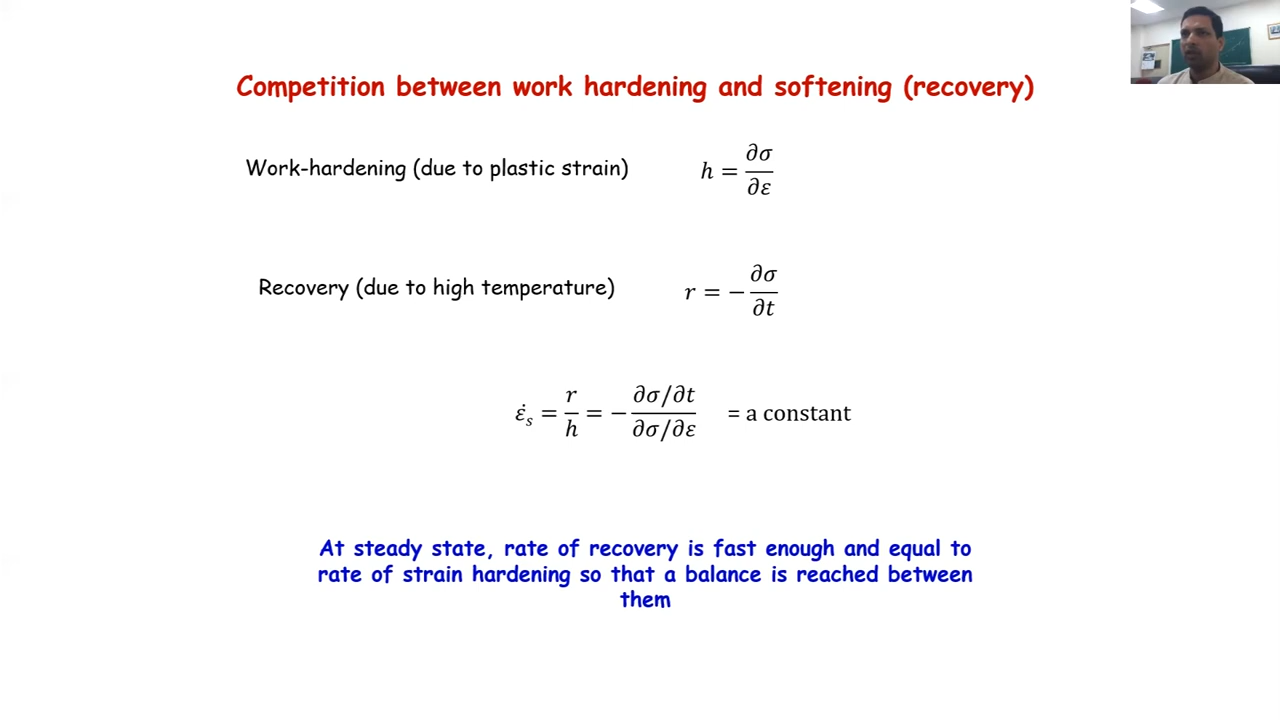 Competition between work hardening and softening (recovery)
Work-hardening (due to plastic strain) h = ∂σ/∂ε
Recovery (due to high temperature) r = −∂σ/∂t
ε̇ₛ = r/h = −(∂σ/∂t)/(∂σ/∂ε) = a constant
At steady state, rate of recovery is fast enough and equal to
rate of strain hardening so that a balance is reached between
them